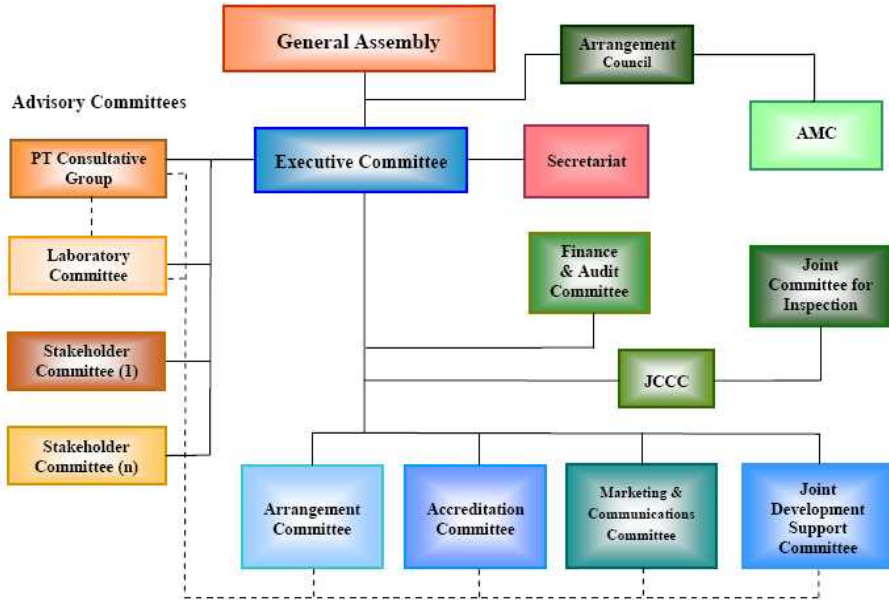 General Assembly
Arrangement
Council
Advisory Committees
AMC
PT Consultative
Group
Executive Committee
Secretariat
Laboratory
Committee
Finance
& Audit
Committee
Joint
Committee for
Inspection
Stakeholder
Committee (1)
JCCC
Stakeholder
Committee (n)
Arrangement
Committee
Accreditation
Committee
Marketing &
Communications
Committee
Joint
Development
Support
Committee